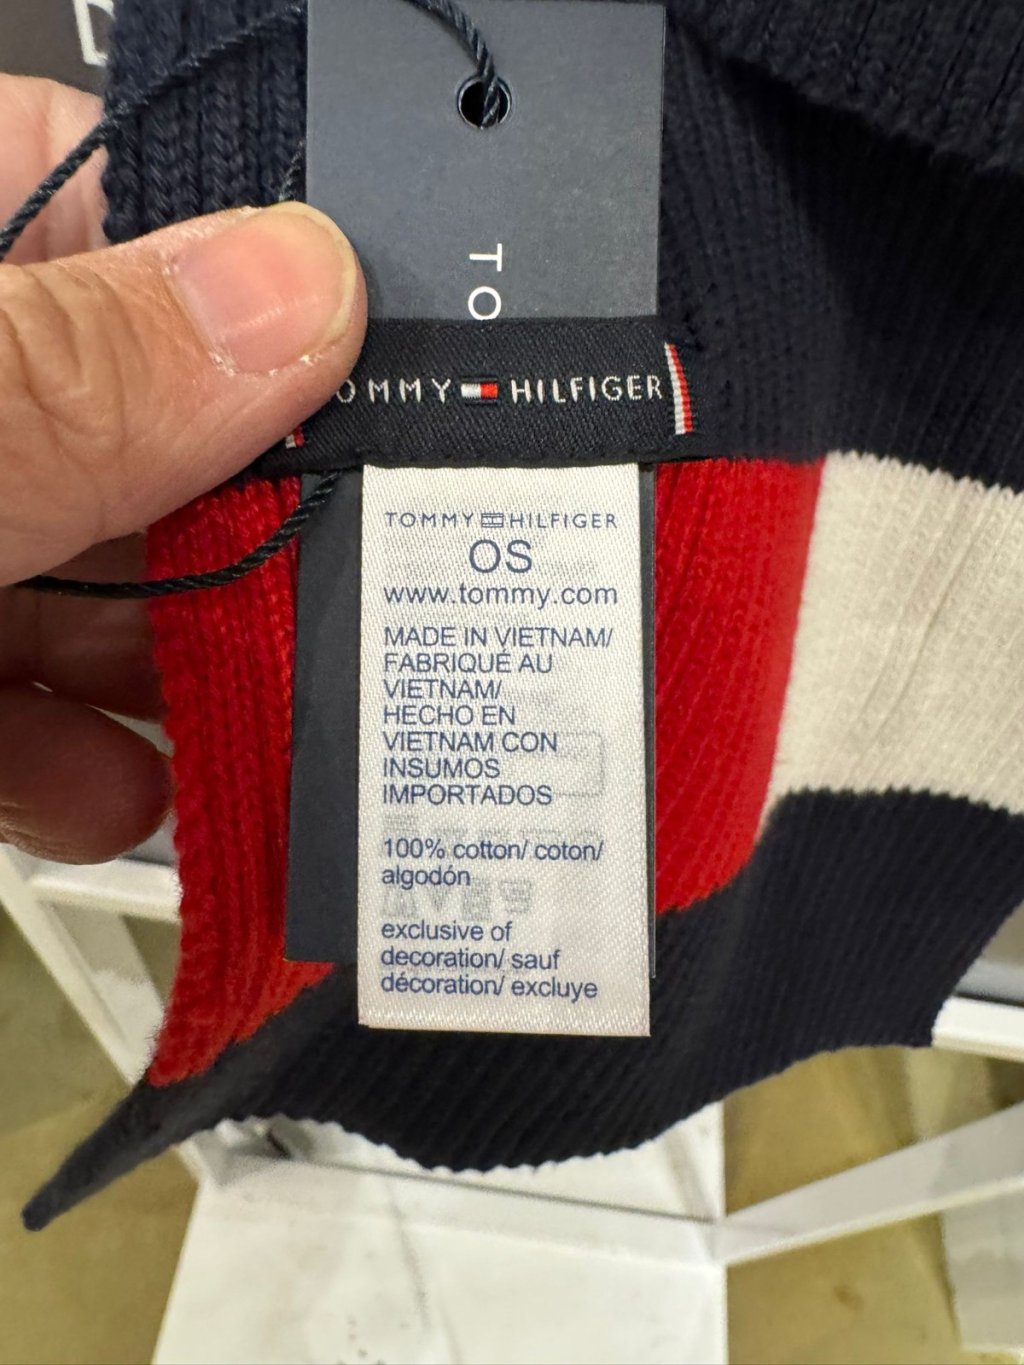 D
TO
OMMY HILFIGER
TOMMY HILFIGER
OS
www.tommy.com
MADE IN VIETNAM/
FABRIQUÉ AU
VIETNAM/
HECHO EN
VIETNAM CON
INSUMOS
IMPORTADOS
100% cotton/ coton/
algodón
exclusive of
decoration/ sauf
décoration/ excluye